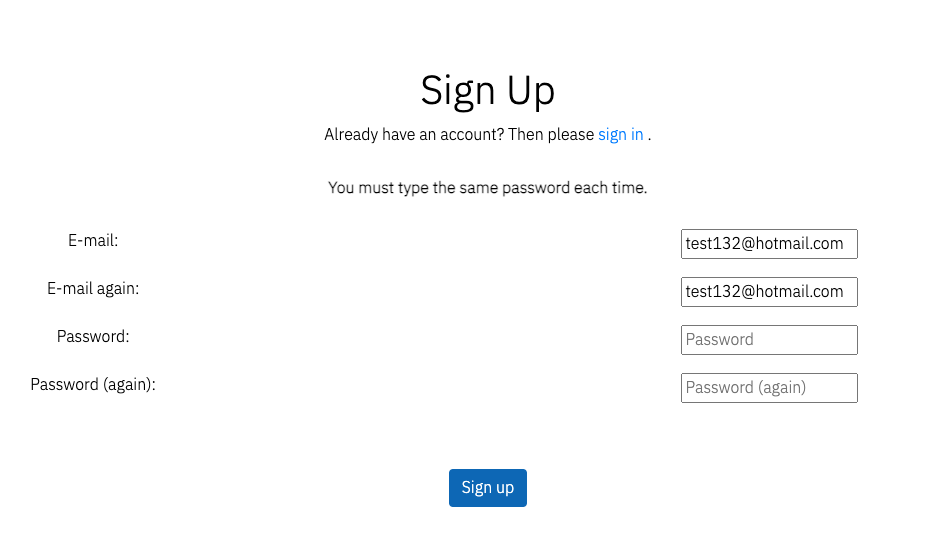 Sign Up
Already have an account? Then please sign in .
You must type the same password each time.
E-mail: test132@hotmail.com
E-mail again: test132@hotmail.com
Password: Password
Password (again): Password (again)
Sign up